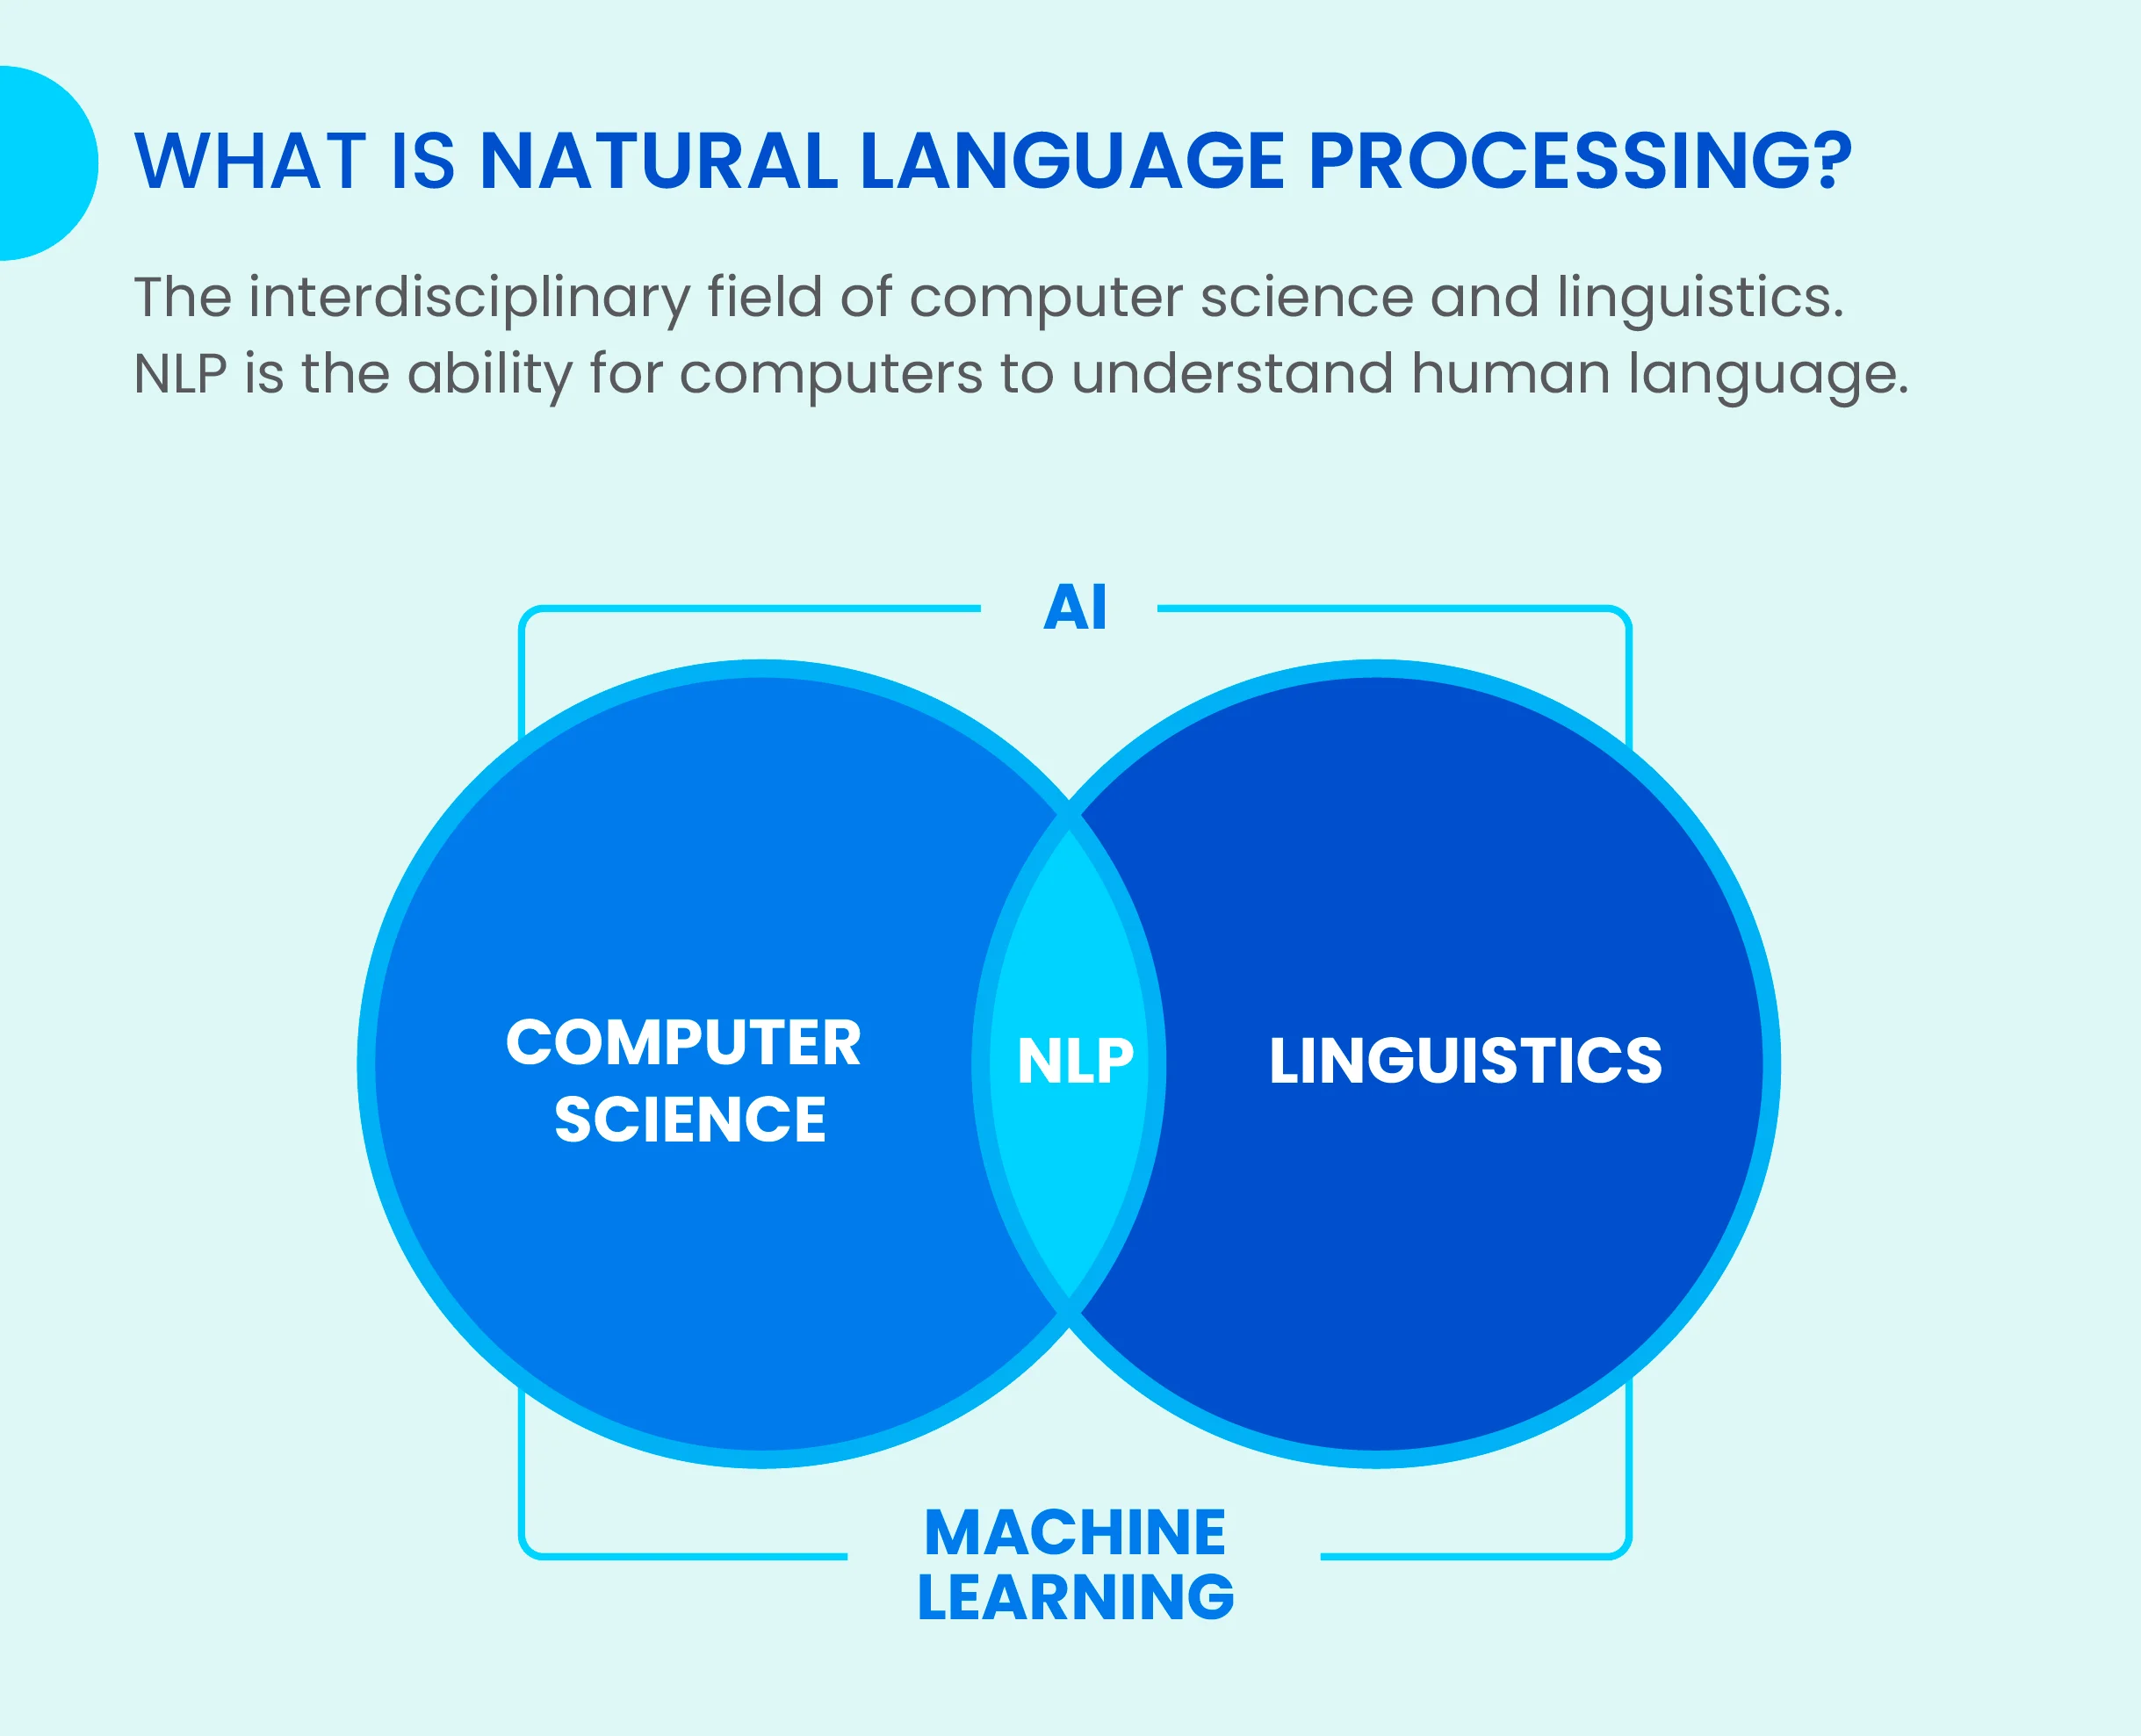 WHAT IS NATURAL LANGUAGE PROCESSING?
The interdisciplinary field of computer science and linguistics.
NLP is the ability for computers to understand human language.
AI
COMPUTER
SCIENCE
NLP
LINGUISTICS
MACHINE
LEARNING